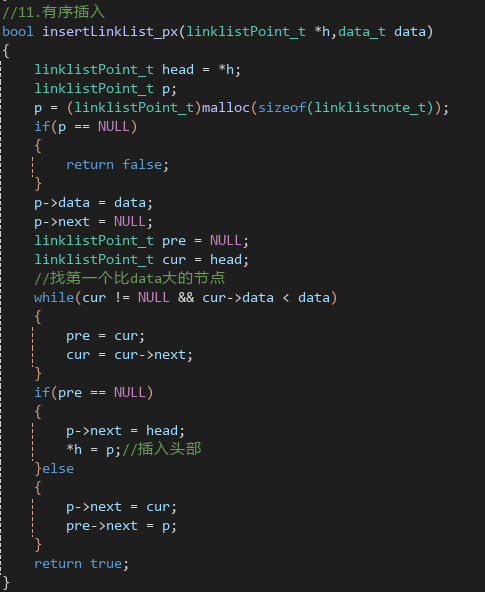 //11.有序插入
bool insertLinkList_px(linklistPoint_t *h,data_t data)
{
    linklistPoint_t head = *h;
    linklistPoint_t p;
    p = (linklistPoint_t)malloc(sizeof(linklistnote_t));
    if(p == NULL)
    {
        return false;
    }
    p->data = data;
    p->next = NULL;
    linklistPoint_t pre = NULL;
    linklistPoint_t cur = head;
    //找第一个比data大的节点
    while(cur != NULL && cur->data < data)
    {
        pre = cur;
        cur = cur->next;
    }
    if(pre == NULL)
    {
        p->next = head;
        *h = p;//插入头部
    }else
    {
        p->next = cur;
        pre->next = p;
    }
    return true;
}